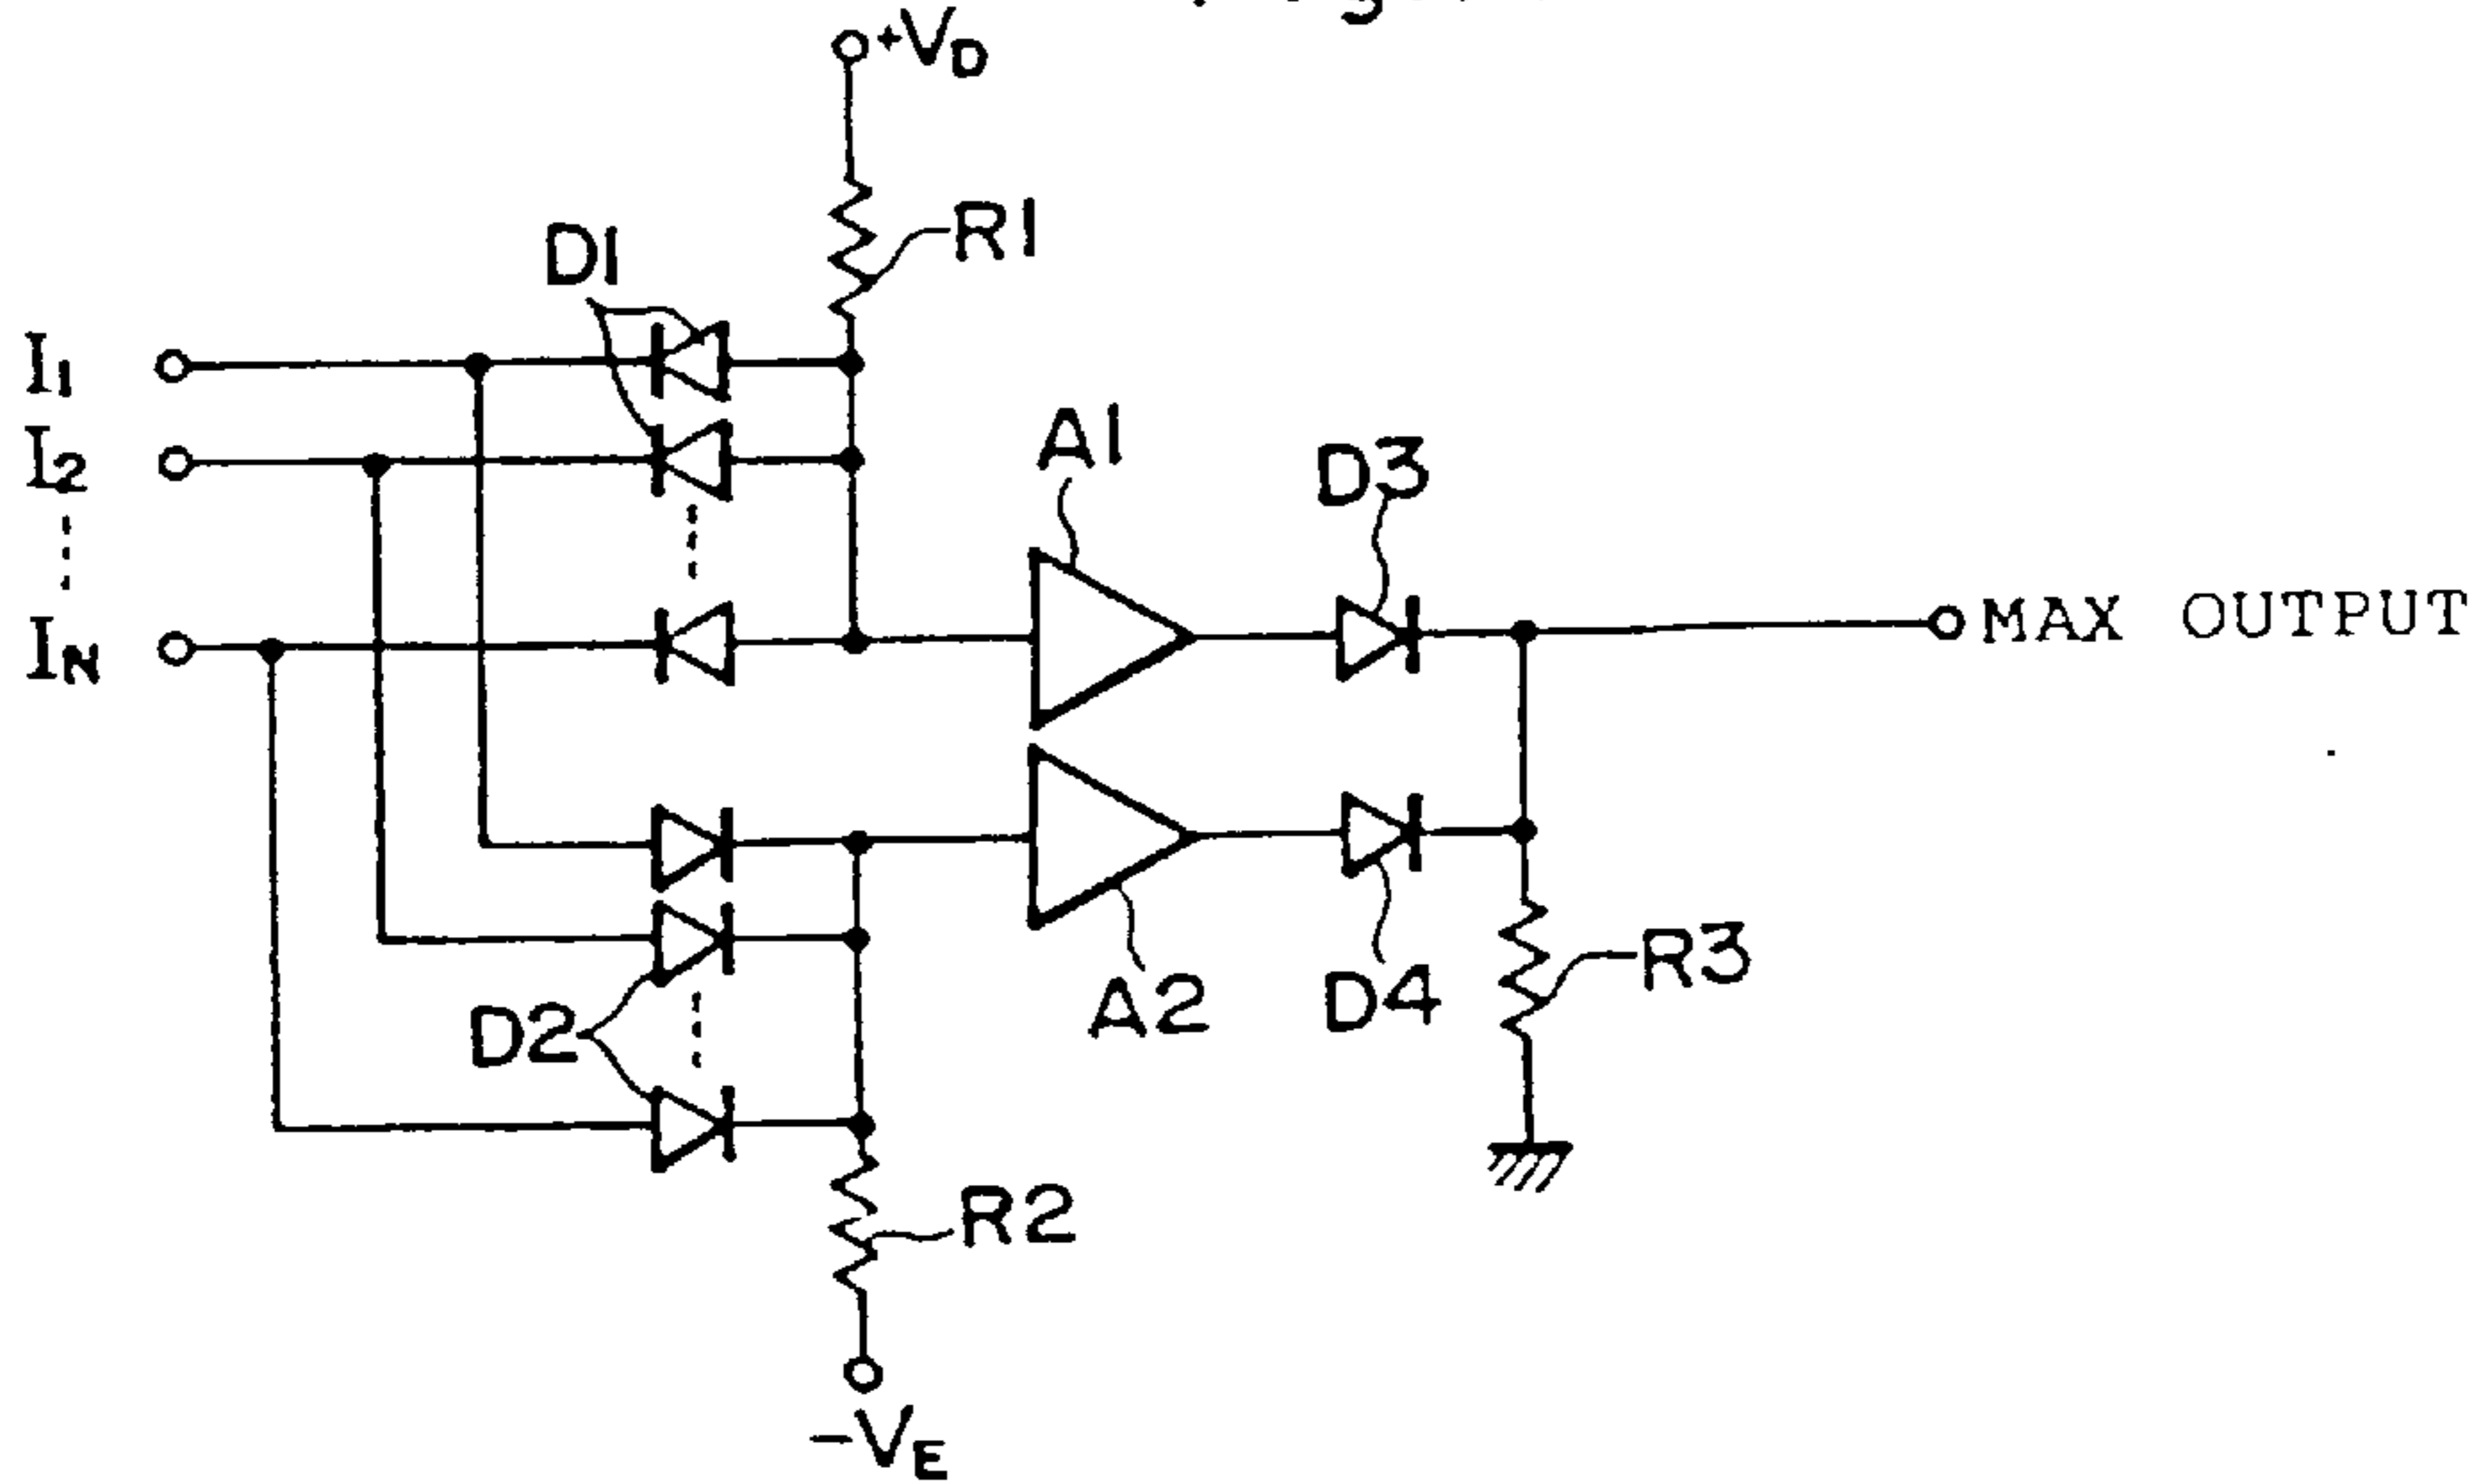 +VD
R1
D1
I1
I2
IN
A1
D3
MAX OUTPUT
A2
D4
R3
D2
R2
-VE